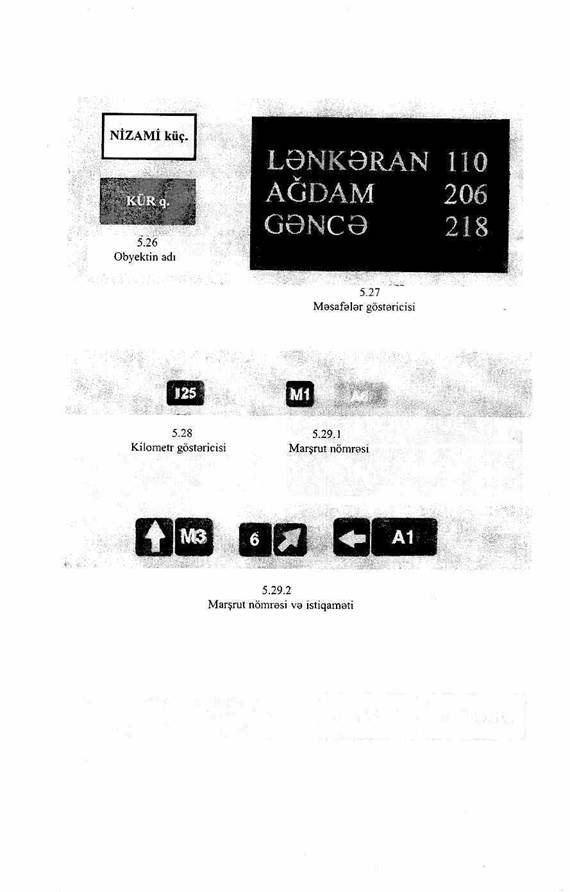 NİZAMİ küç.
KÜR q.
5.26
Obyektin adı
LƏNKƏRAN 110
AĞDAM 206
GƏNCƏ 218
5.27
Məsafələr göstəricisi
125
5.28
Kilometr göstəricisi
M1
5.29.1
Marşrut nömrəsi
M3
6
A1
5.29.2
Marşrut nömrəsi və istiqaməti